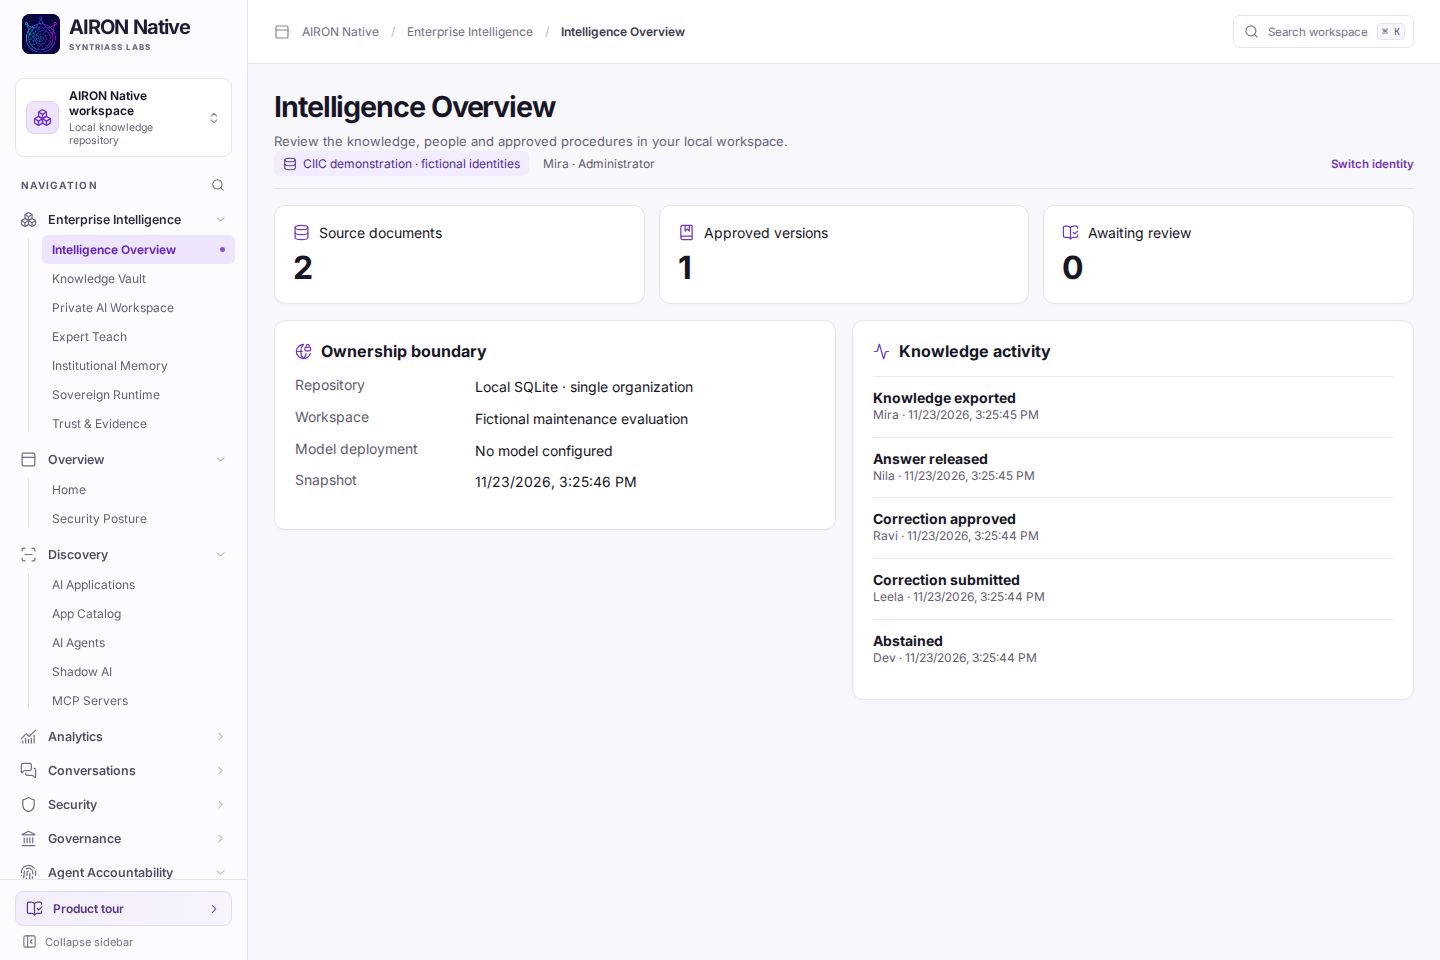 AIRON Native
SYNTRIASS LABS
AIRON Native
workspace
Local knowledge
repository
NAVIGATION
Enterprise Intelligence
Intelligence Overview
Knowledge Vault
Private AI Workspace
Expert Teach
Institutional Memory
Sovereign Runtime
Trust & Evidence
Overview
Home
Security Posture
Discovery
AI Applications
App Catalog
AI Agents
Shadow AI
MCP Servers
Analytics
Conversations
Security
Governance
Agent Accountability
Product tour
Collapse sidebar
AIRON Native / Enterprise Intelligence / Intelligence Overview
Search workspace ⌘ K
Intelligence Overview
Review the knowledge, people and approved procedures in your local workspace.
CIIC demonstration · fictional identities Mira · Administrator Switch identity
Source documents
2
Approved versions
1
Awaiting review
0
Ownership boundary
Repository Local SQLite · single organization
Workspace Fictional maintenance evaluation
Model deployment No model configured
Snapshot 11/23/2026, 3:25:46 PM
Knowledge activity
Knowledge exported
Mira · 11/23/2026, 3:25:45 PM
Answer released
Nila · 11/23/2026, 3:25:45 PM
Correction approved
Ravi · 11/23/2026, 3:25:44 PM
Correction submitted
Leela · 11/23/2026, 3:25:44 PM
Abstained
Dev · 11/23/2026, 3:25:44 PM